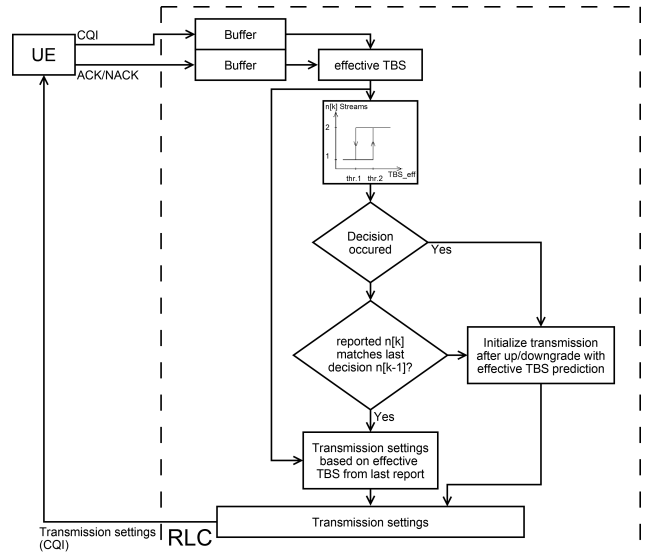 CQI
Buffer
UE
Buffer
effective TBS
ACK/NACK
n[k] Streams
2
1
thr.1 thr.2 TBS_eff
Decision
occured
Yes
reported n[k]
matches last
decision n[k-1]?
Initialize transmission
after up/downgrade with
effective TBS prediction
Yes
Transmission settings
based on effective
TBS from last report
Transmission settings
Transmission settings
(CQI)
RLC